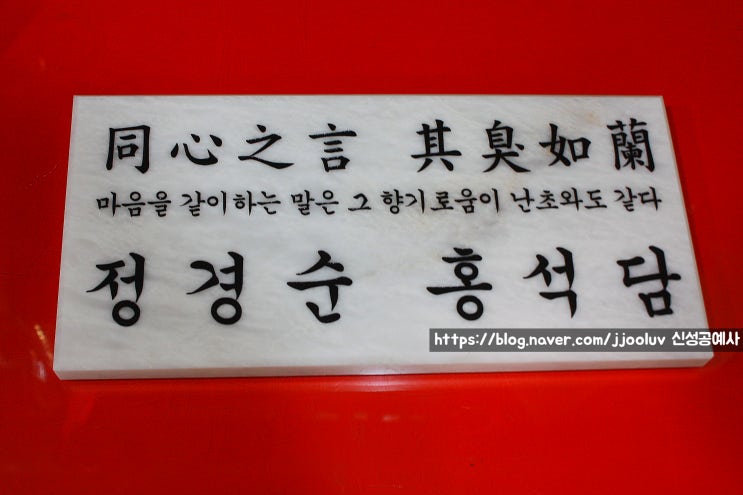 同心之言 其臭如蘭
마음을 같이하는 말은 그 향기로움이 난초와도 같다
정경순 홍석담
https://blog.naver.com/jjooluv 신성공예사